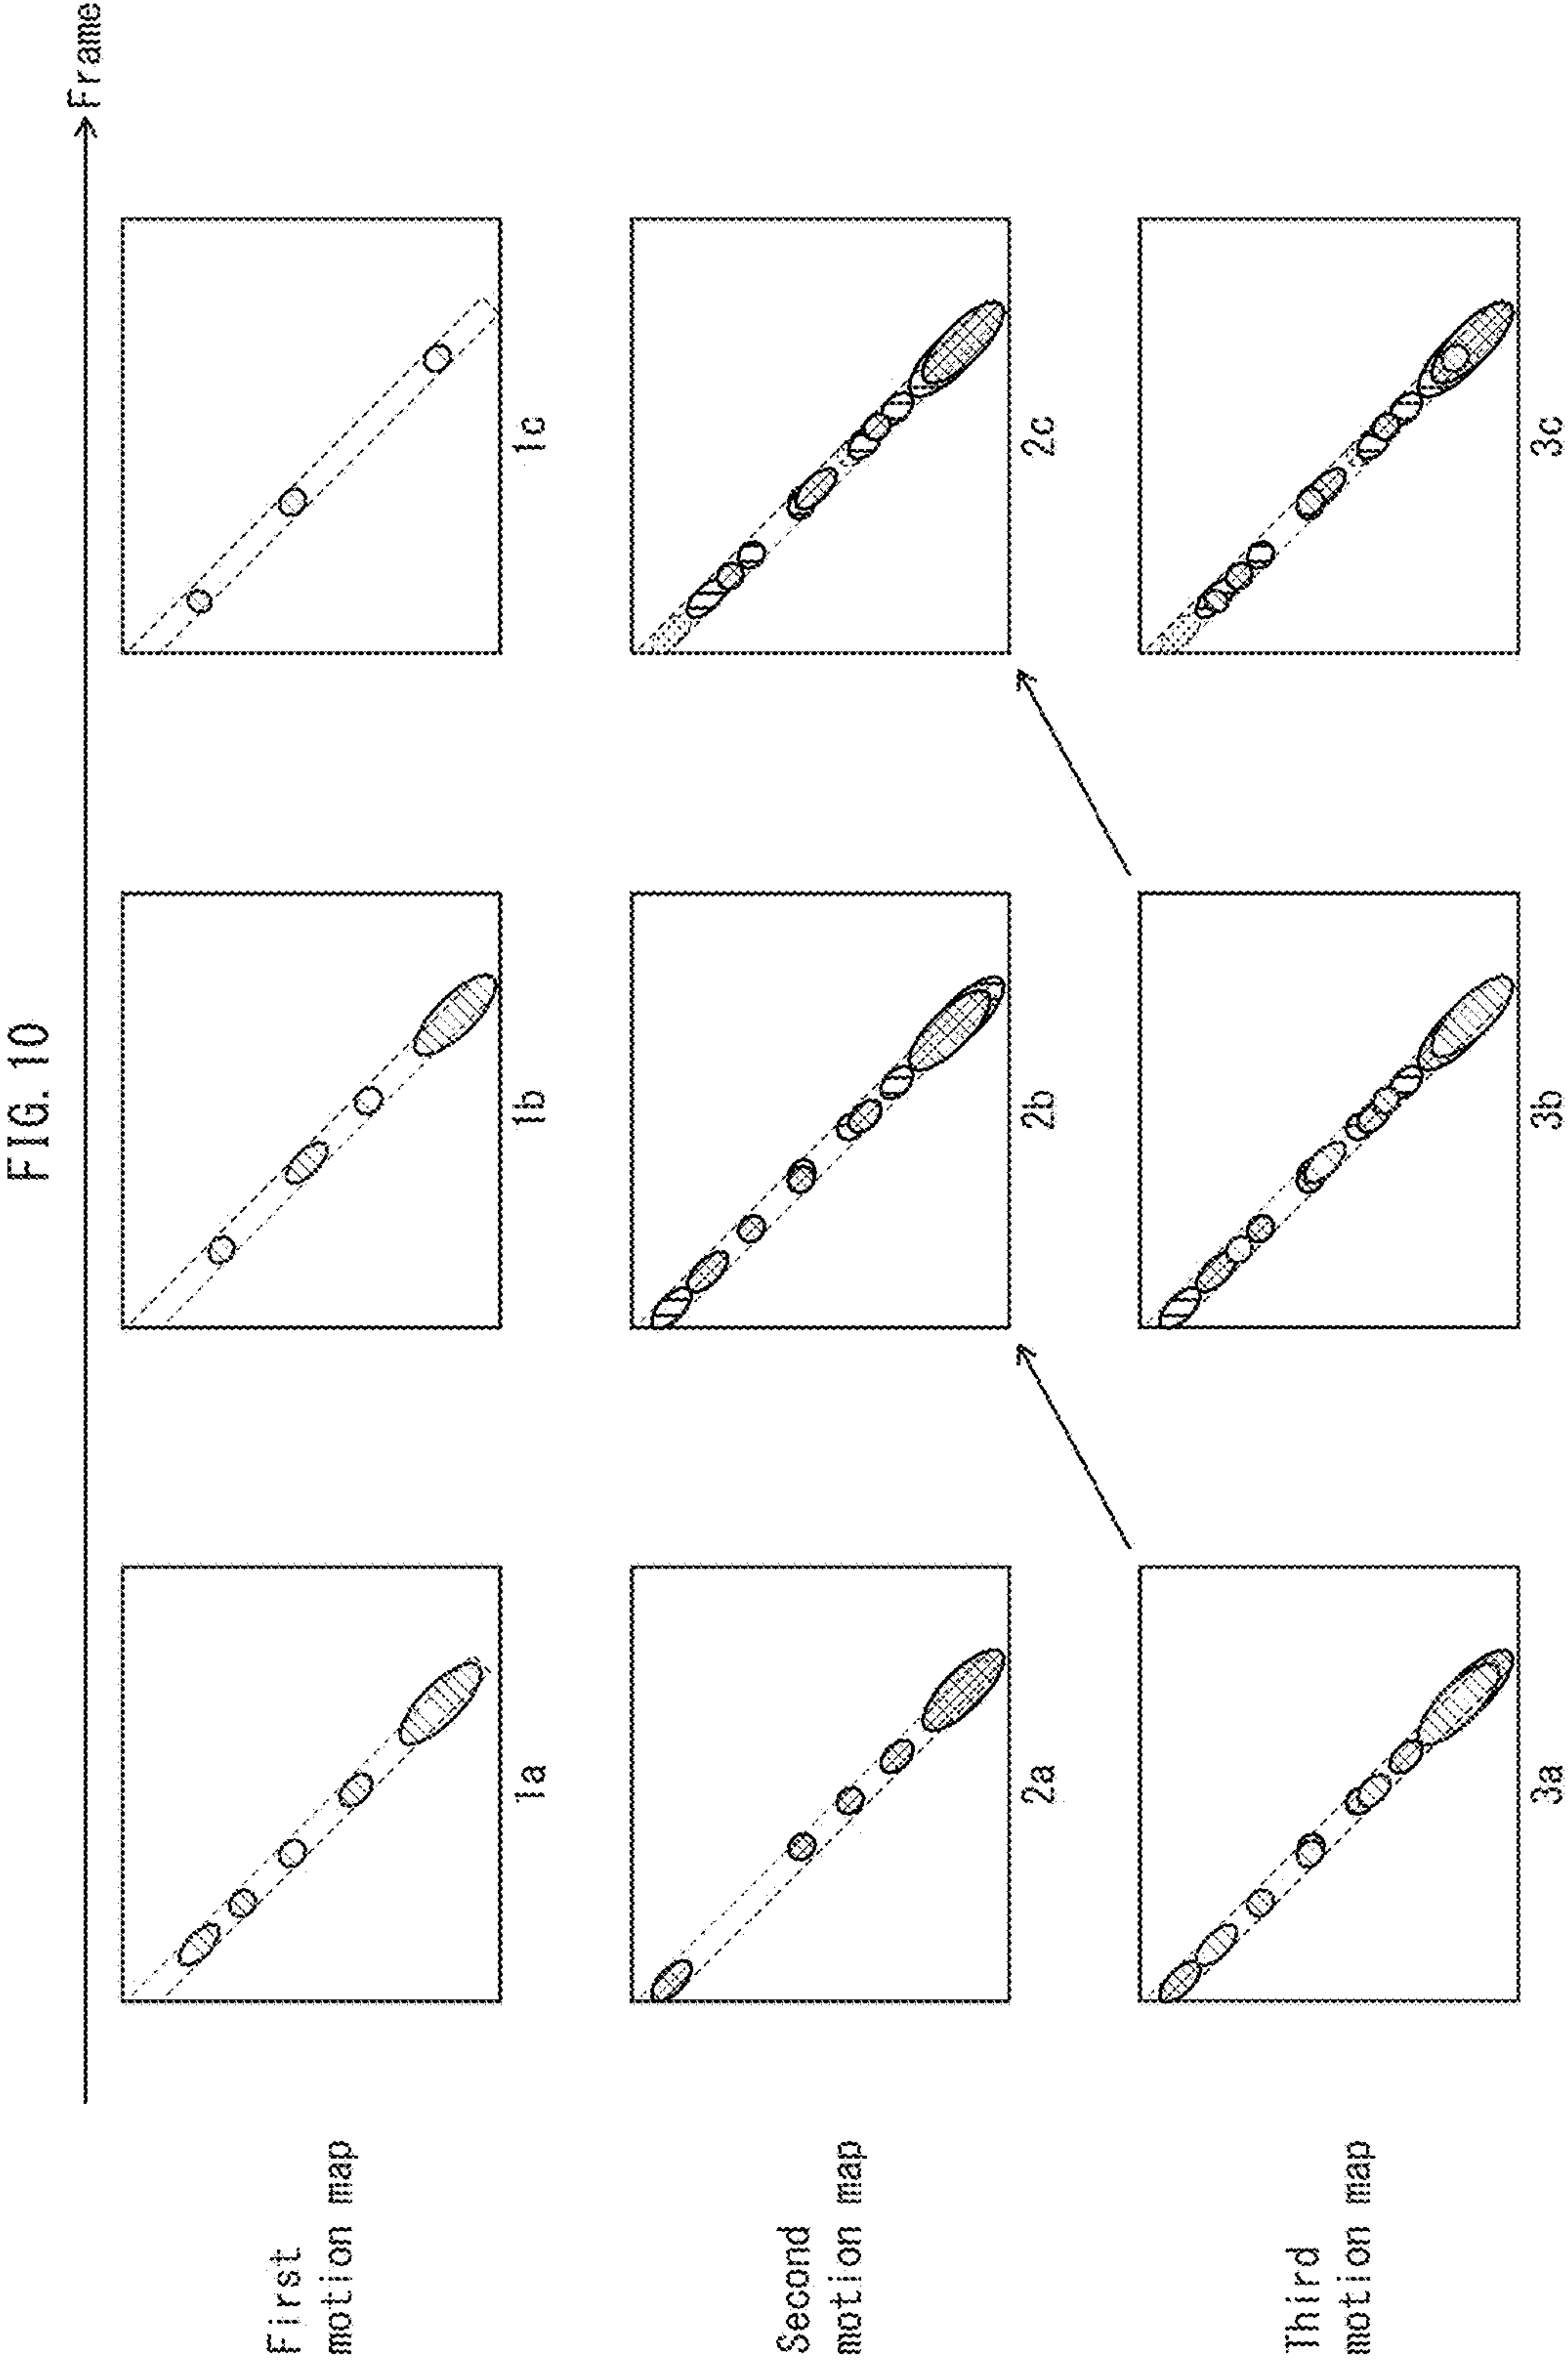 FIG. 10
Frame
First
motion map
1a
1b
1c
Second
motion map
2a
2b
2c
Third
motion map
3a
3b
3c